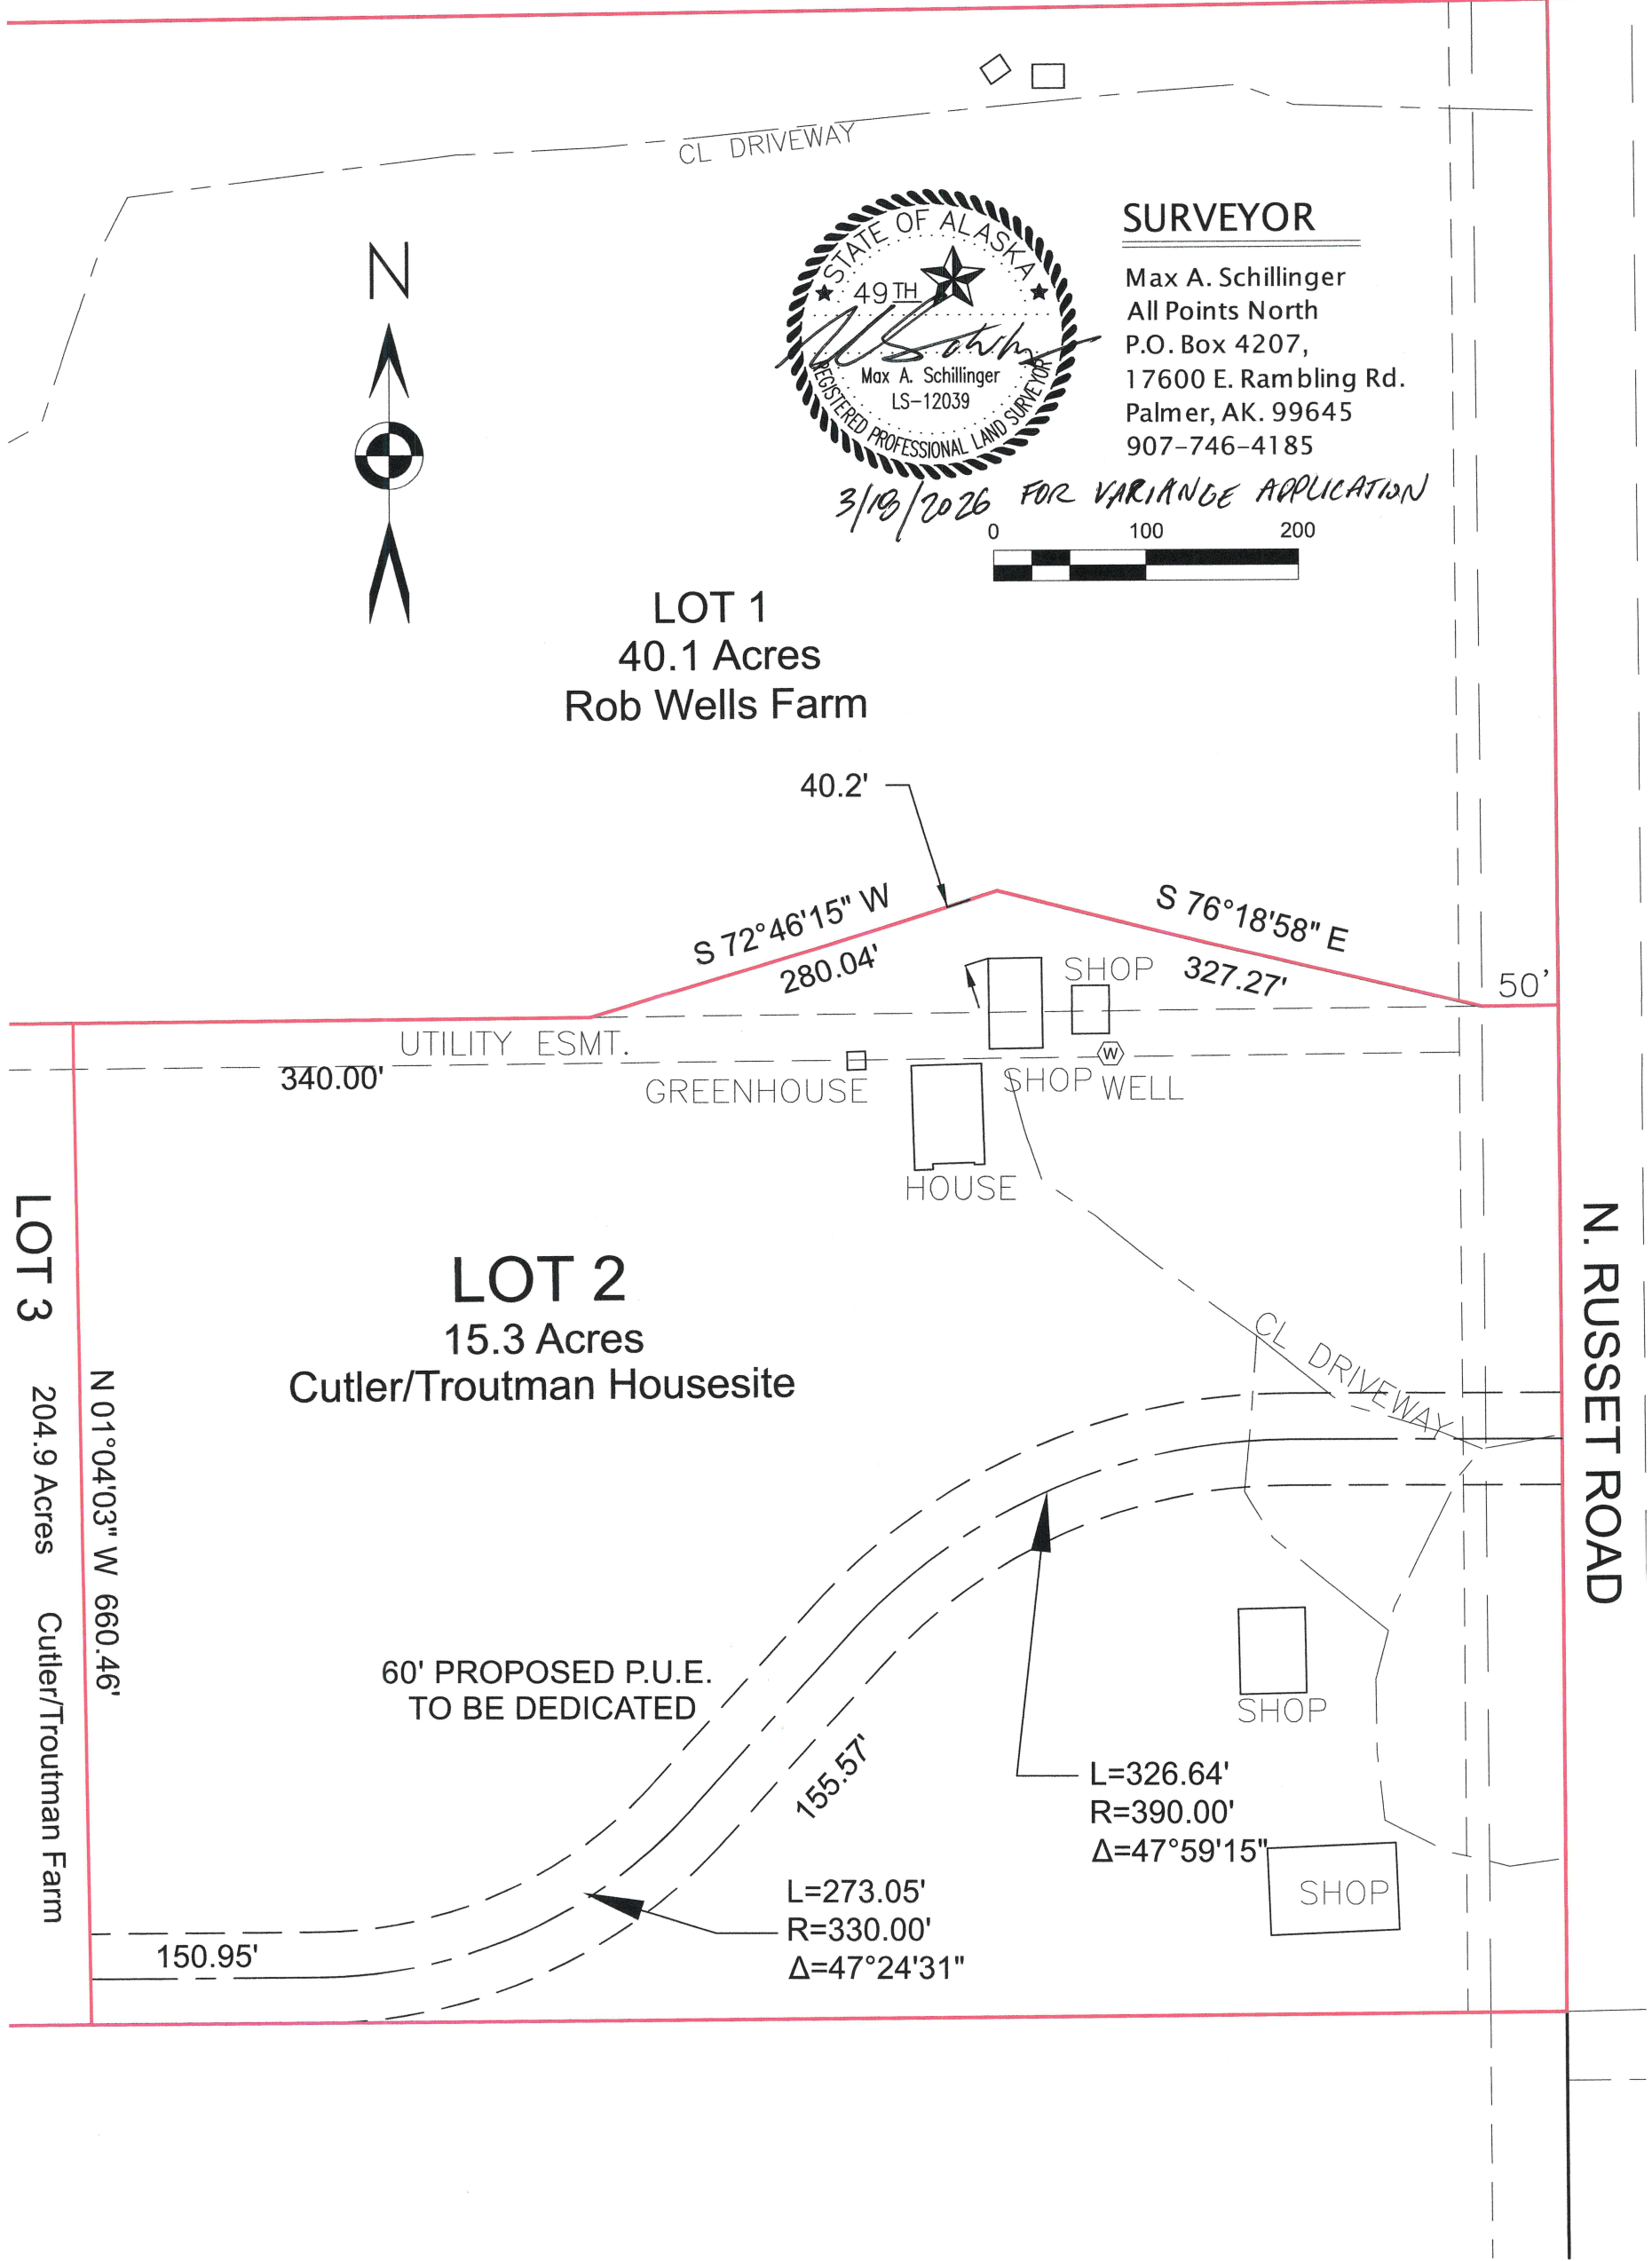 CL DRIVEWAY
N
STATE OF ALASKA
49TH
Max A. Schillinger
LS-12039
REGISTERED PROFESSIONAL LAND SURVEYOR
SURVEYOR
Max A. Schillinger
All Points North
P.O. Box 4207,
17600 E. Rambling Rd.
Palmer, AK. 99645
907-746-4185
FOR VARIANCE APPLICATION
0 100 200
LOT 1
40.1 Acres
Rob Wells Farm
40.2'
S 72°46'15" W
280.04'
S 76°18'58" E
327.27'
50'
SHOP
UTILITY ESMT.
340.00'
GREENHOUSE
W
SHOP
WELL
HOUSE
LOT 2
15.3 Acres
Cutler/Troutman Housesite
CL DRIVEWAY
N. RUSSET ROAD
LOT 3 204.9 Acres Cutler/Troutman Farm
N 01°04'03" W 660.46'
60' PROPOSED P.U.E.
TO BE DEDICATED
155.57'
SHOP
L=326.64'
R=390.00'
Δ=47°59'15"
SHOP
L=273.05'
R=330.00'
Δ=47°24'31"
150.95'